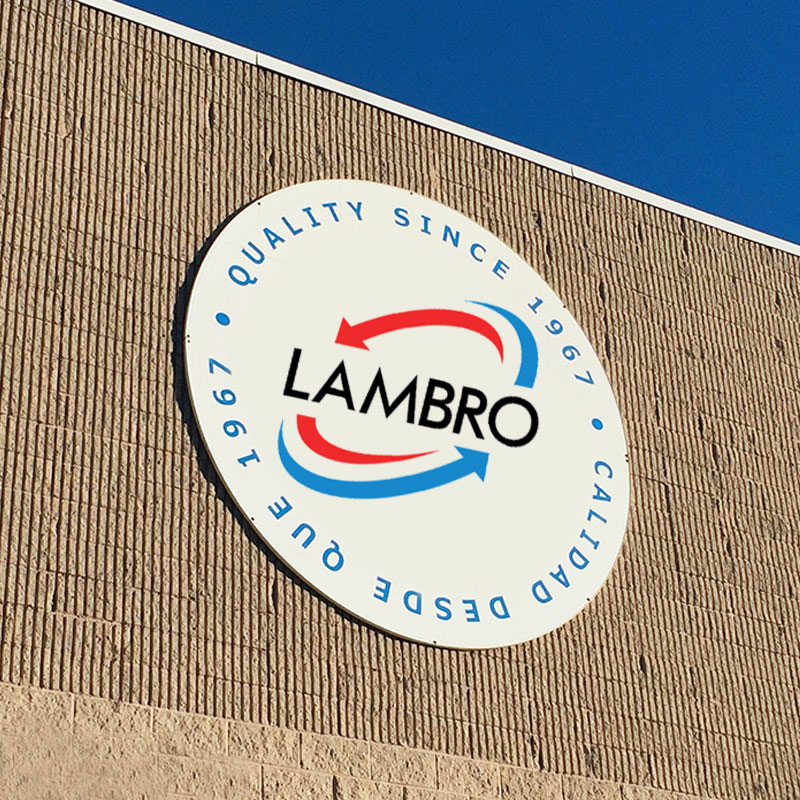 QUALITY SINCE 1967
LAMBRO
• CALIDAD DESDE QUE 1967 •